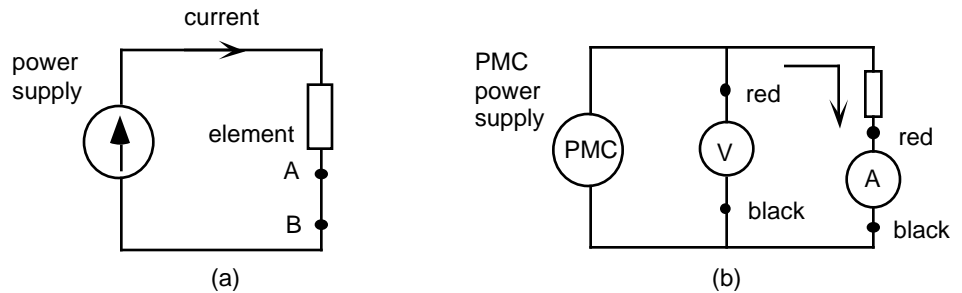 current
power
supply
element
A
B
(a)
PMC
power
supply
PMC
red
V
black
red
A
black
(b)